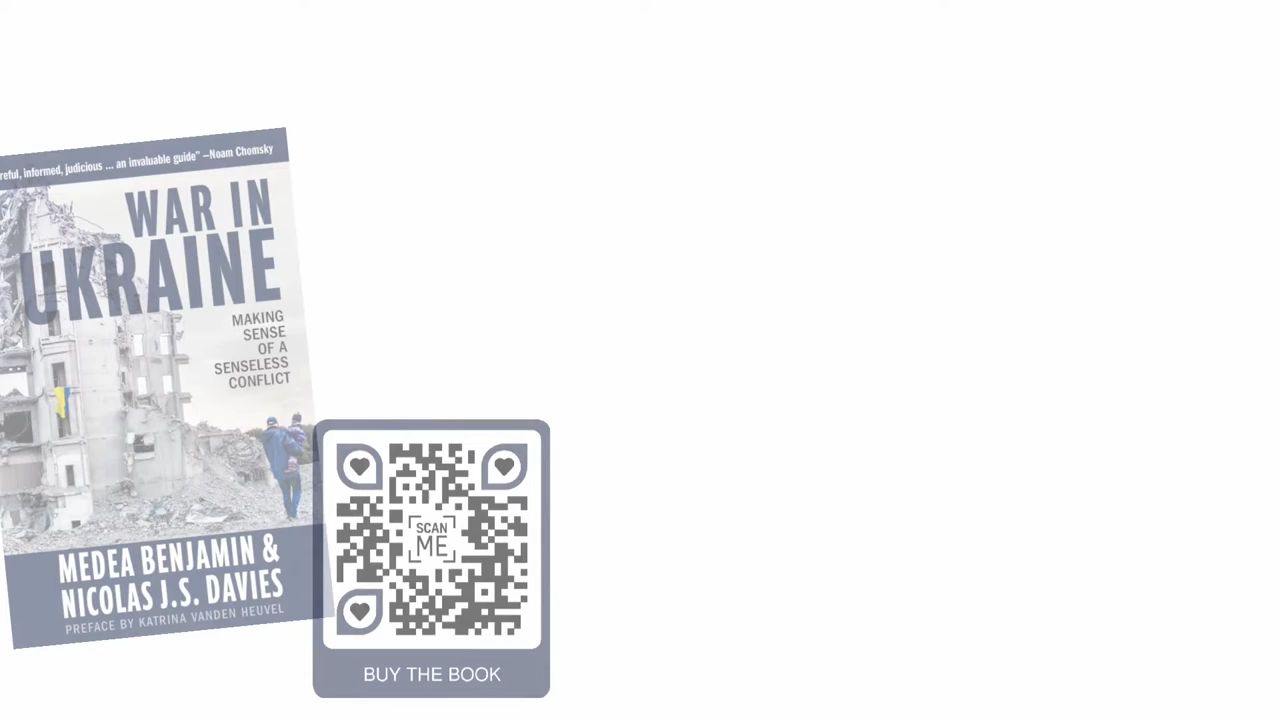 reful, informed, judicious ... an invaluable guide” —Noam Chomsky
WAR IN
UKRAINE
MAKING
SENSE
OF A
SENSELESS
CONFLICT
MEDEA BENJAMIN &
NICOLAS J.S. DAVIES
PREFACE BY KATRINA VANDEN HEUVEL
SCAN
ME
BUY THE BOOK